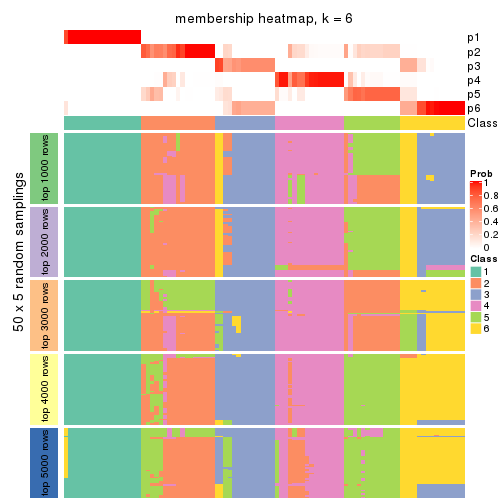 membership heatmap, k = 6
p1
p2
p3
p4
p5
p6
Class
Prob
1
0.8
0.6
0.4
0.2
0
Class
1
2
3
4
5
6
50 x 5 random samplings
top 1000 rows
top 2000 rows
top 3000 rows
top 4000 rows
top 5000 rows